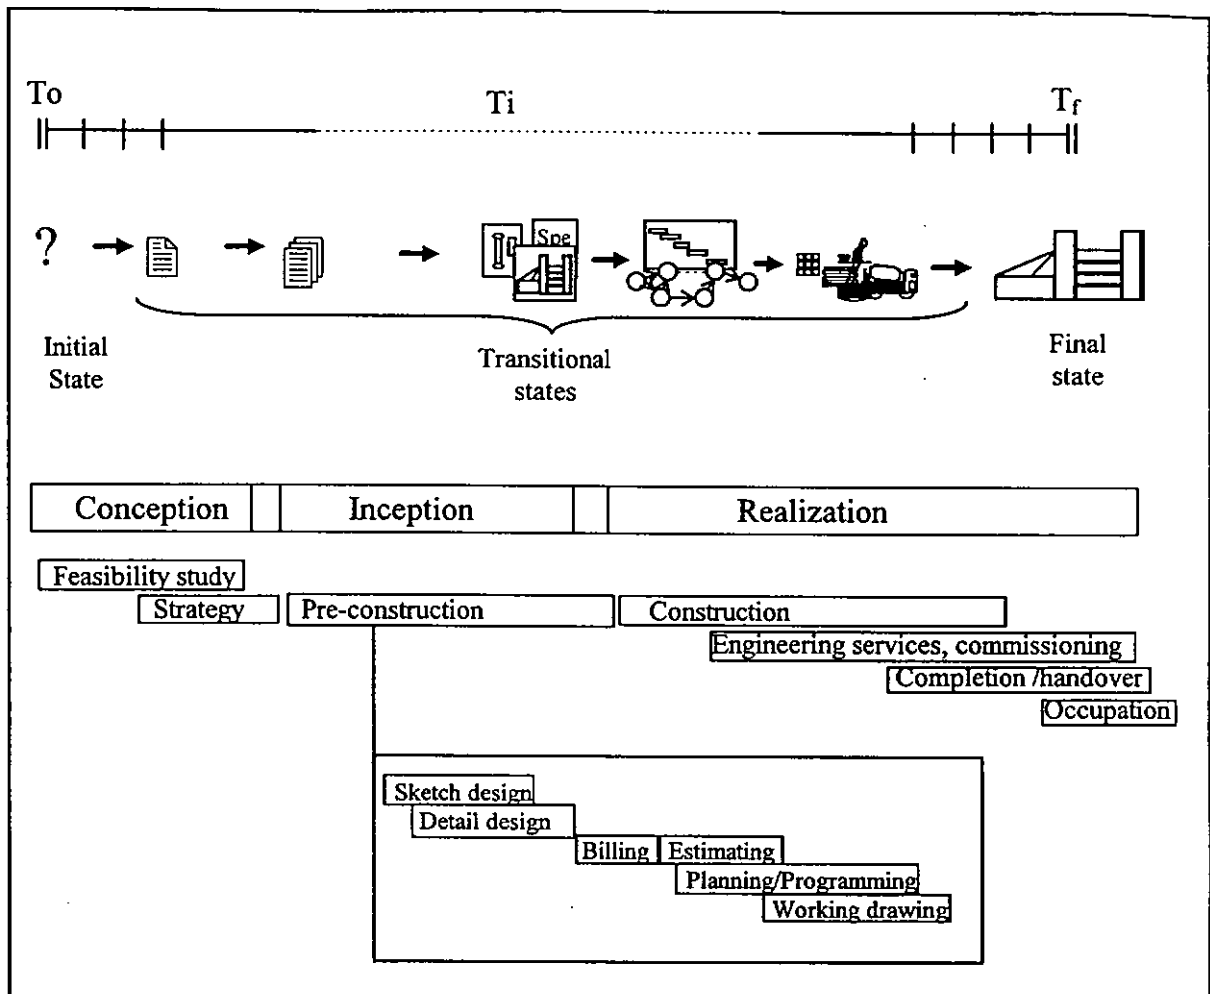 To
Ti
Tf
?
Spe
Initial
State
Transitional
states
Final
state
Conception
Inception
Realization
Feasibility study
Strategy
Pre-construction
Construction
Engineering services, commissioning
Completion /handover
Occupation
Sketch design
Detail design
Billing
Estimating
Planning/Programming
Working drawing